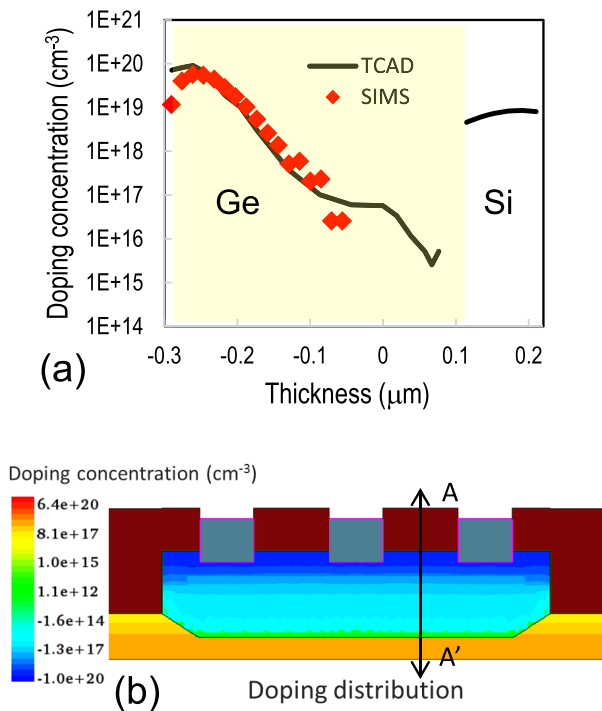 1E+21
1E+20
1E+19
1E+18
1E+17
1E+16
1E+15
1E+14
Doping concentration (cm-3)
TCAD
SIMS
Ge
Si
-0.3 -0.2 -0.1 0 0.1 0.2
(a)
Thickness (μm)
Doping concentration (cm-3)
6.4e+20
8.1e+17
1.0e+15
1.1e+12
-1.6e+14
-1.3e+17
-1.0e+20
A
A'
(b)
Doping distribution